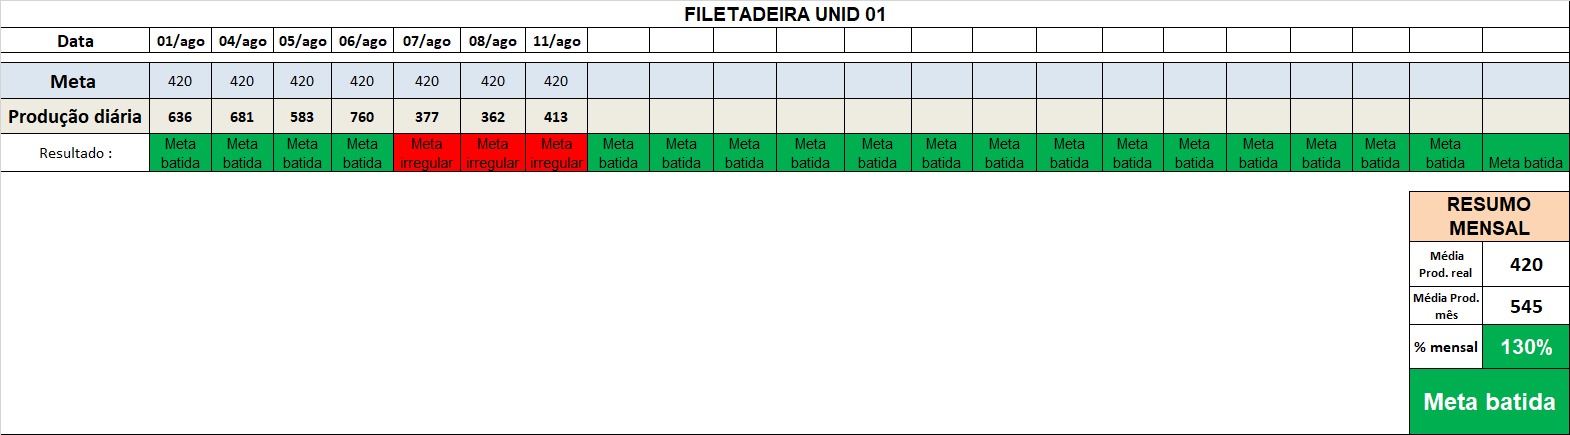 FILETADEIRA UNID 01
Data 01/ago 04/ago 05/ago 06/ago 07/ago 08/ago 11/ago
Meta 420 420 420 420 420 420 420
Produção diária 636 681 583 760 377 362 413
Resultado : Meta batida Meta batida Meta batida Meta batida Meta irregular Meta irregular Meta irregular Meta batida Meta batida Meta batida Meta batida Meta batida Meta batida Meta batida Meta batida Meta batida Meta batida Meta batida Meta batida Meta batida Meta batida Meta batida
RESUMO
MENSAL
Média
Prod. real 420
Média Prod.
mês 545
% mensal 130%
Meta batida